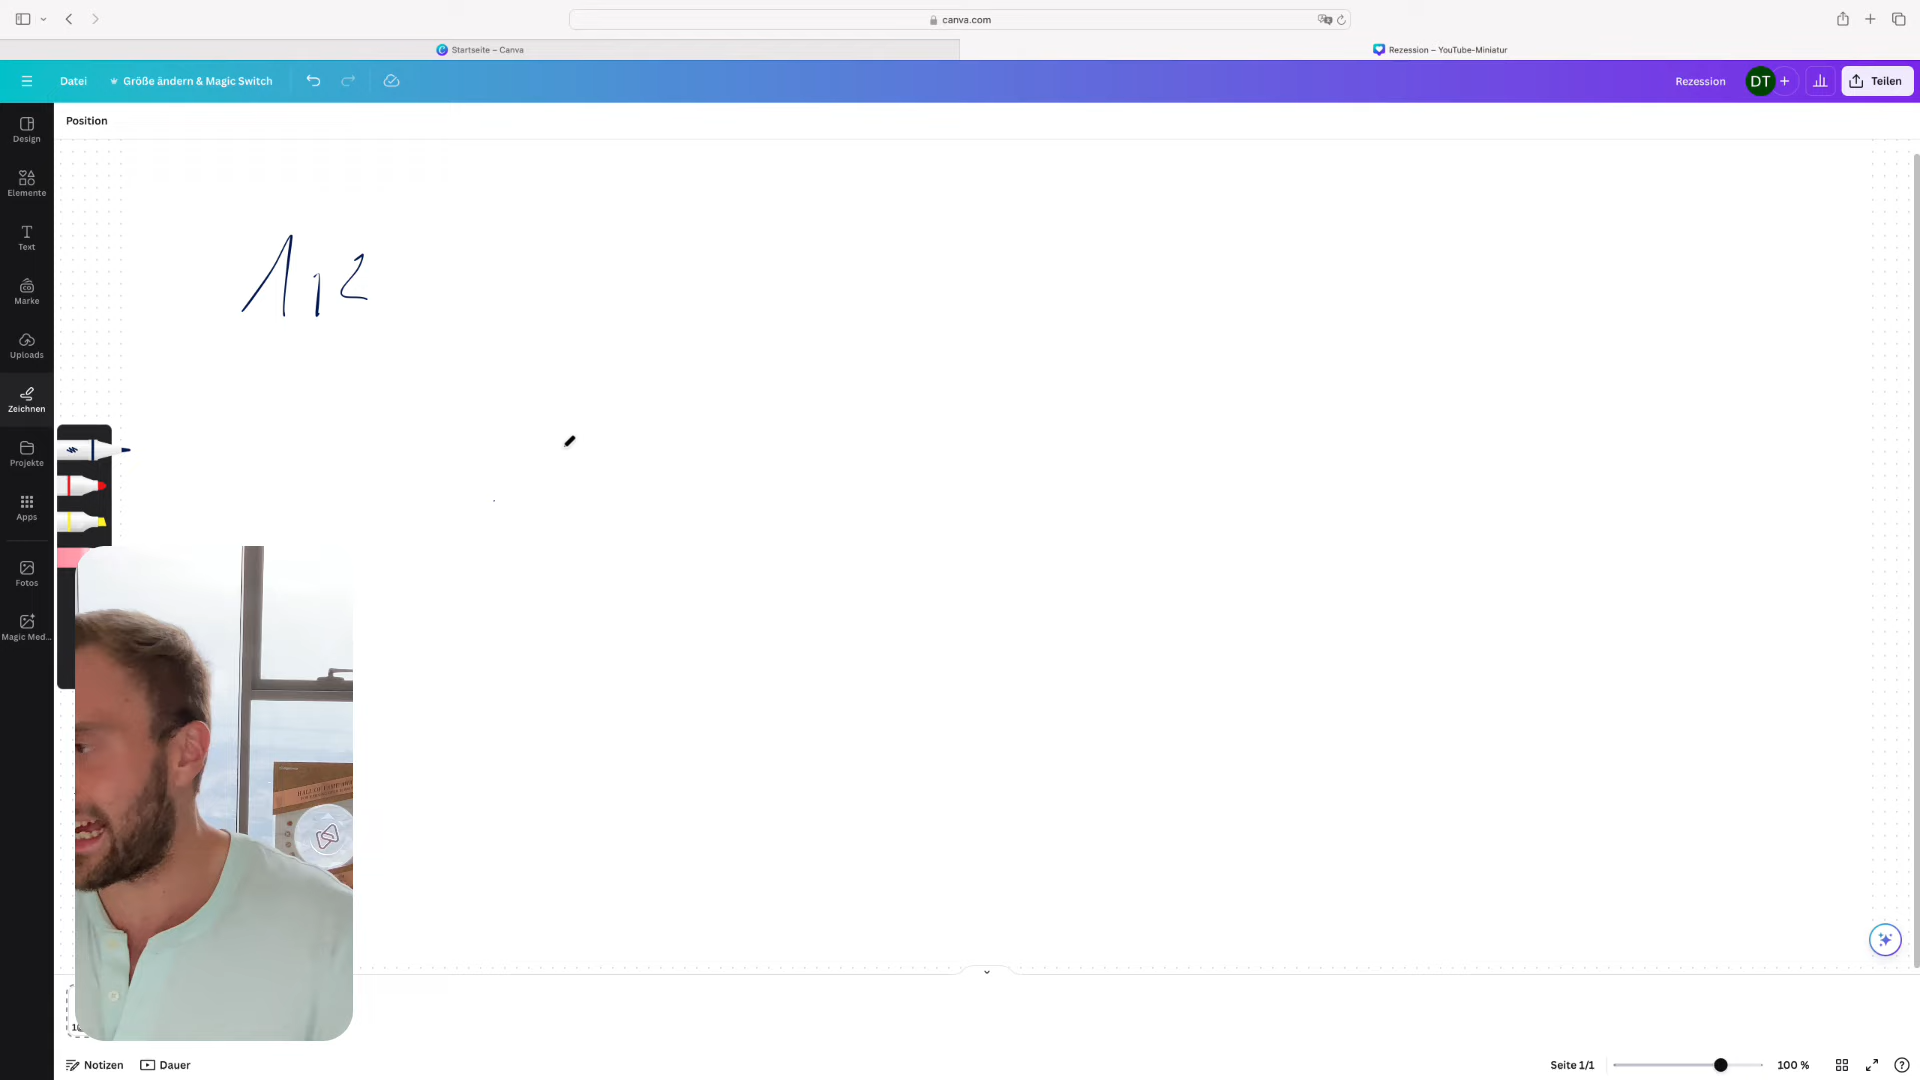 canva.com
Startseite – Canva
Rezession – YouTube-Miniatur
Datei
Größe ändern & Magic Switch
Rezession
DT
Teilen
Position
Design
Elemente
Text
Marke
Uploads
Zeichnen
Projekte
Apps
Fotos
Magic Med...
1,2
Notizen
Dauer
Seite 1/1
100 %